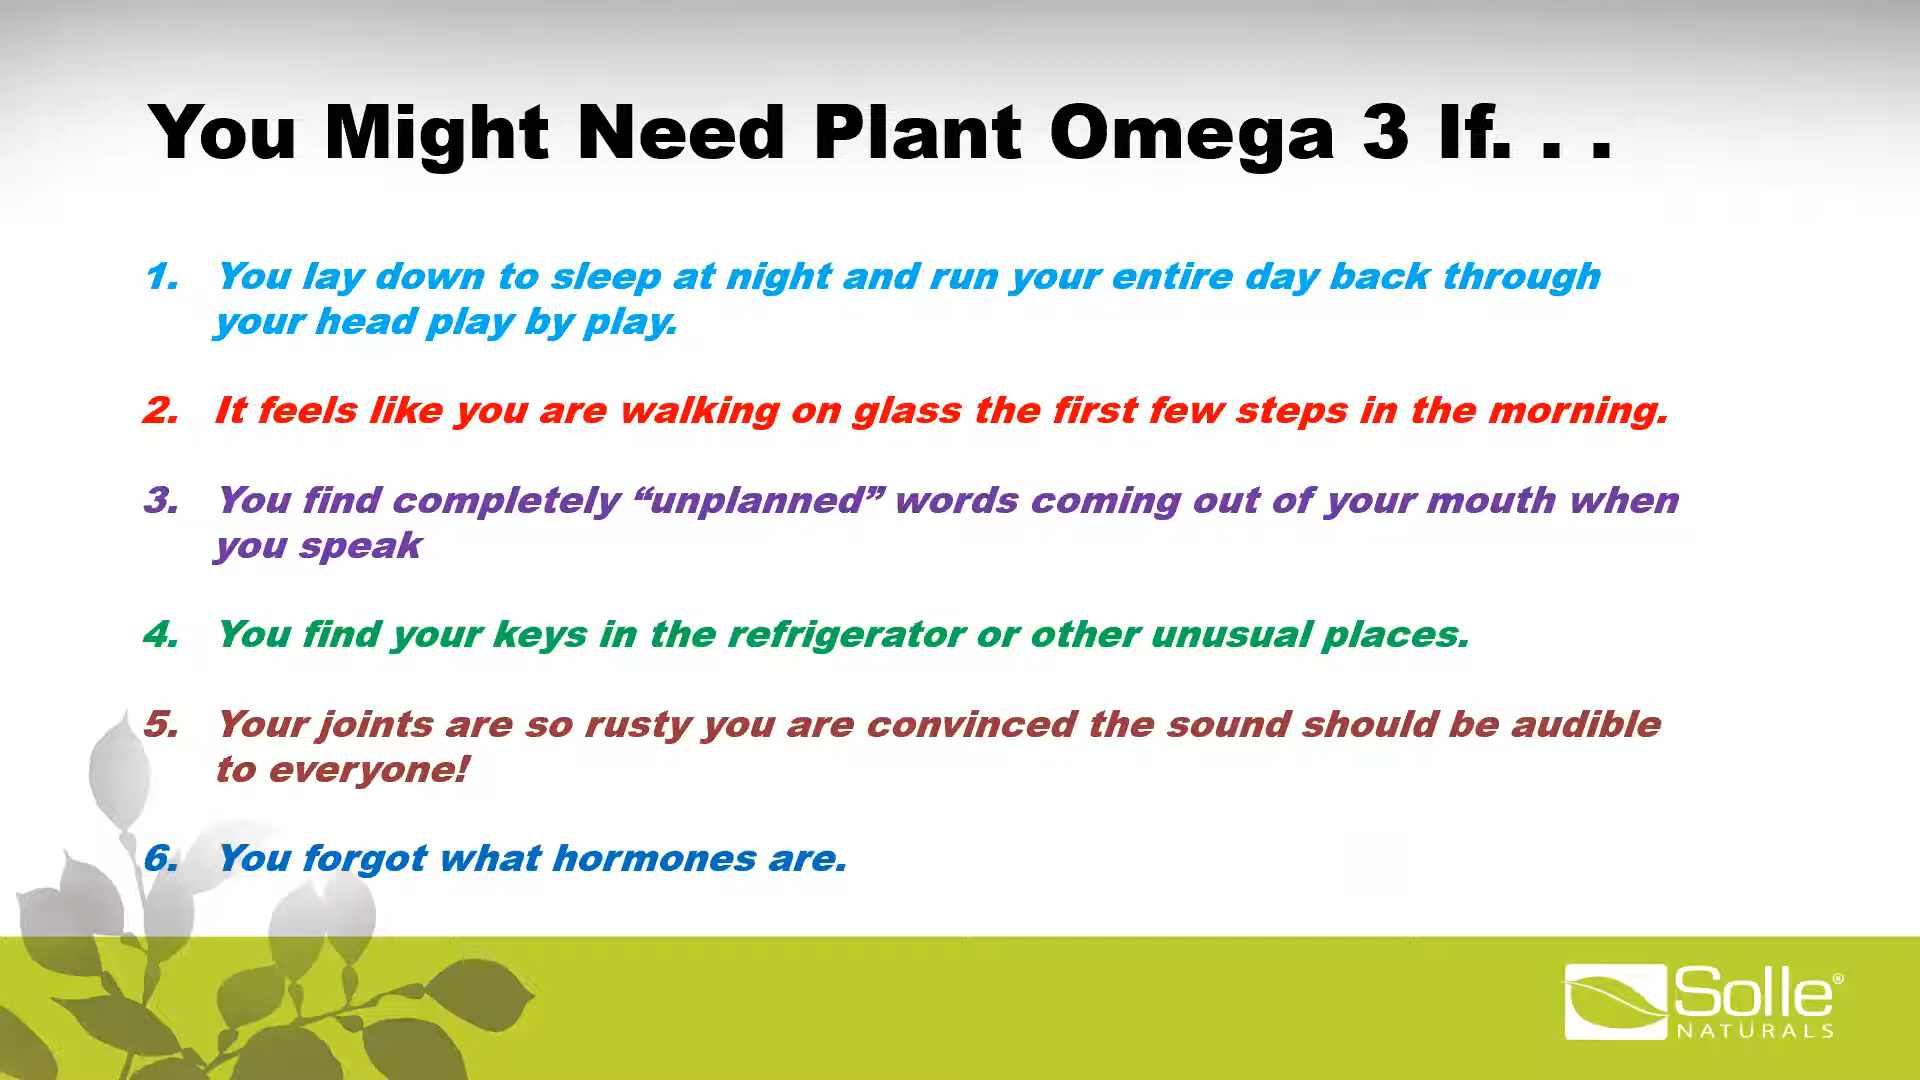 You Might Need Plant Omega 3 If. . .
1. You lay down to sleep at night and run your entire day back through
your head play by play.
2. It feels like you are walking on glass the first few steps in the morning.
3. You find completely “unplanned” words coming out of your mouth when
you speak
4. You find your keys in the refrigerator or other unusual places.
5. Your joints are so rusty you are convinced the sound should be audible
to everyone!
6. You forgot what hormones are.
Solle®
NATURALS